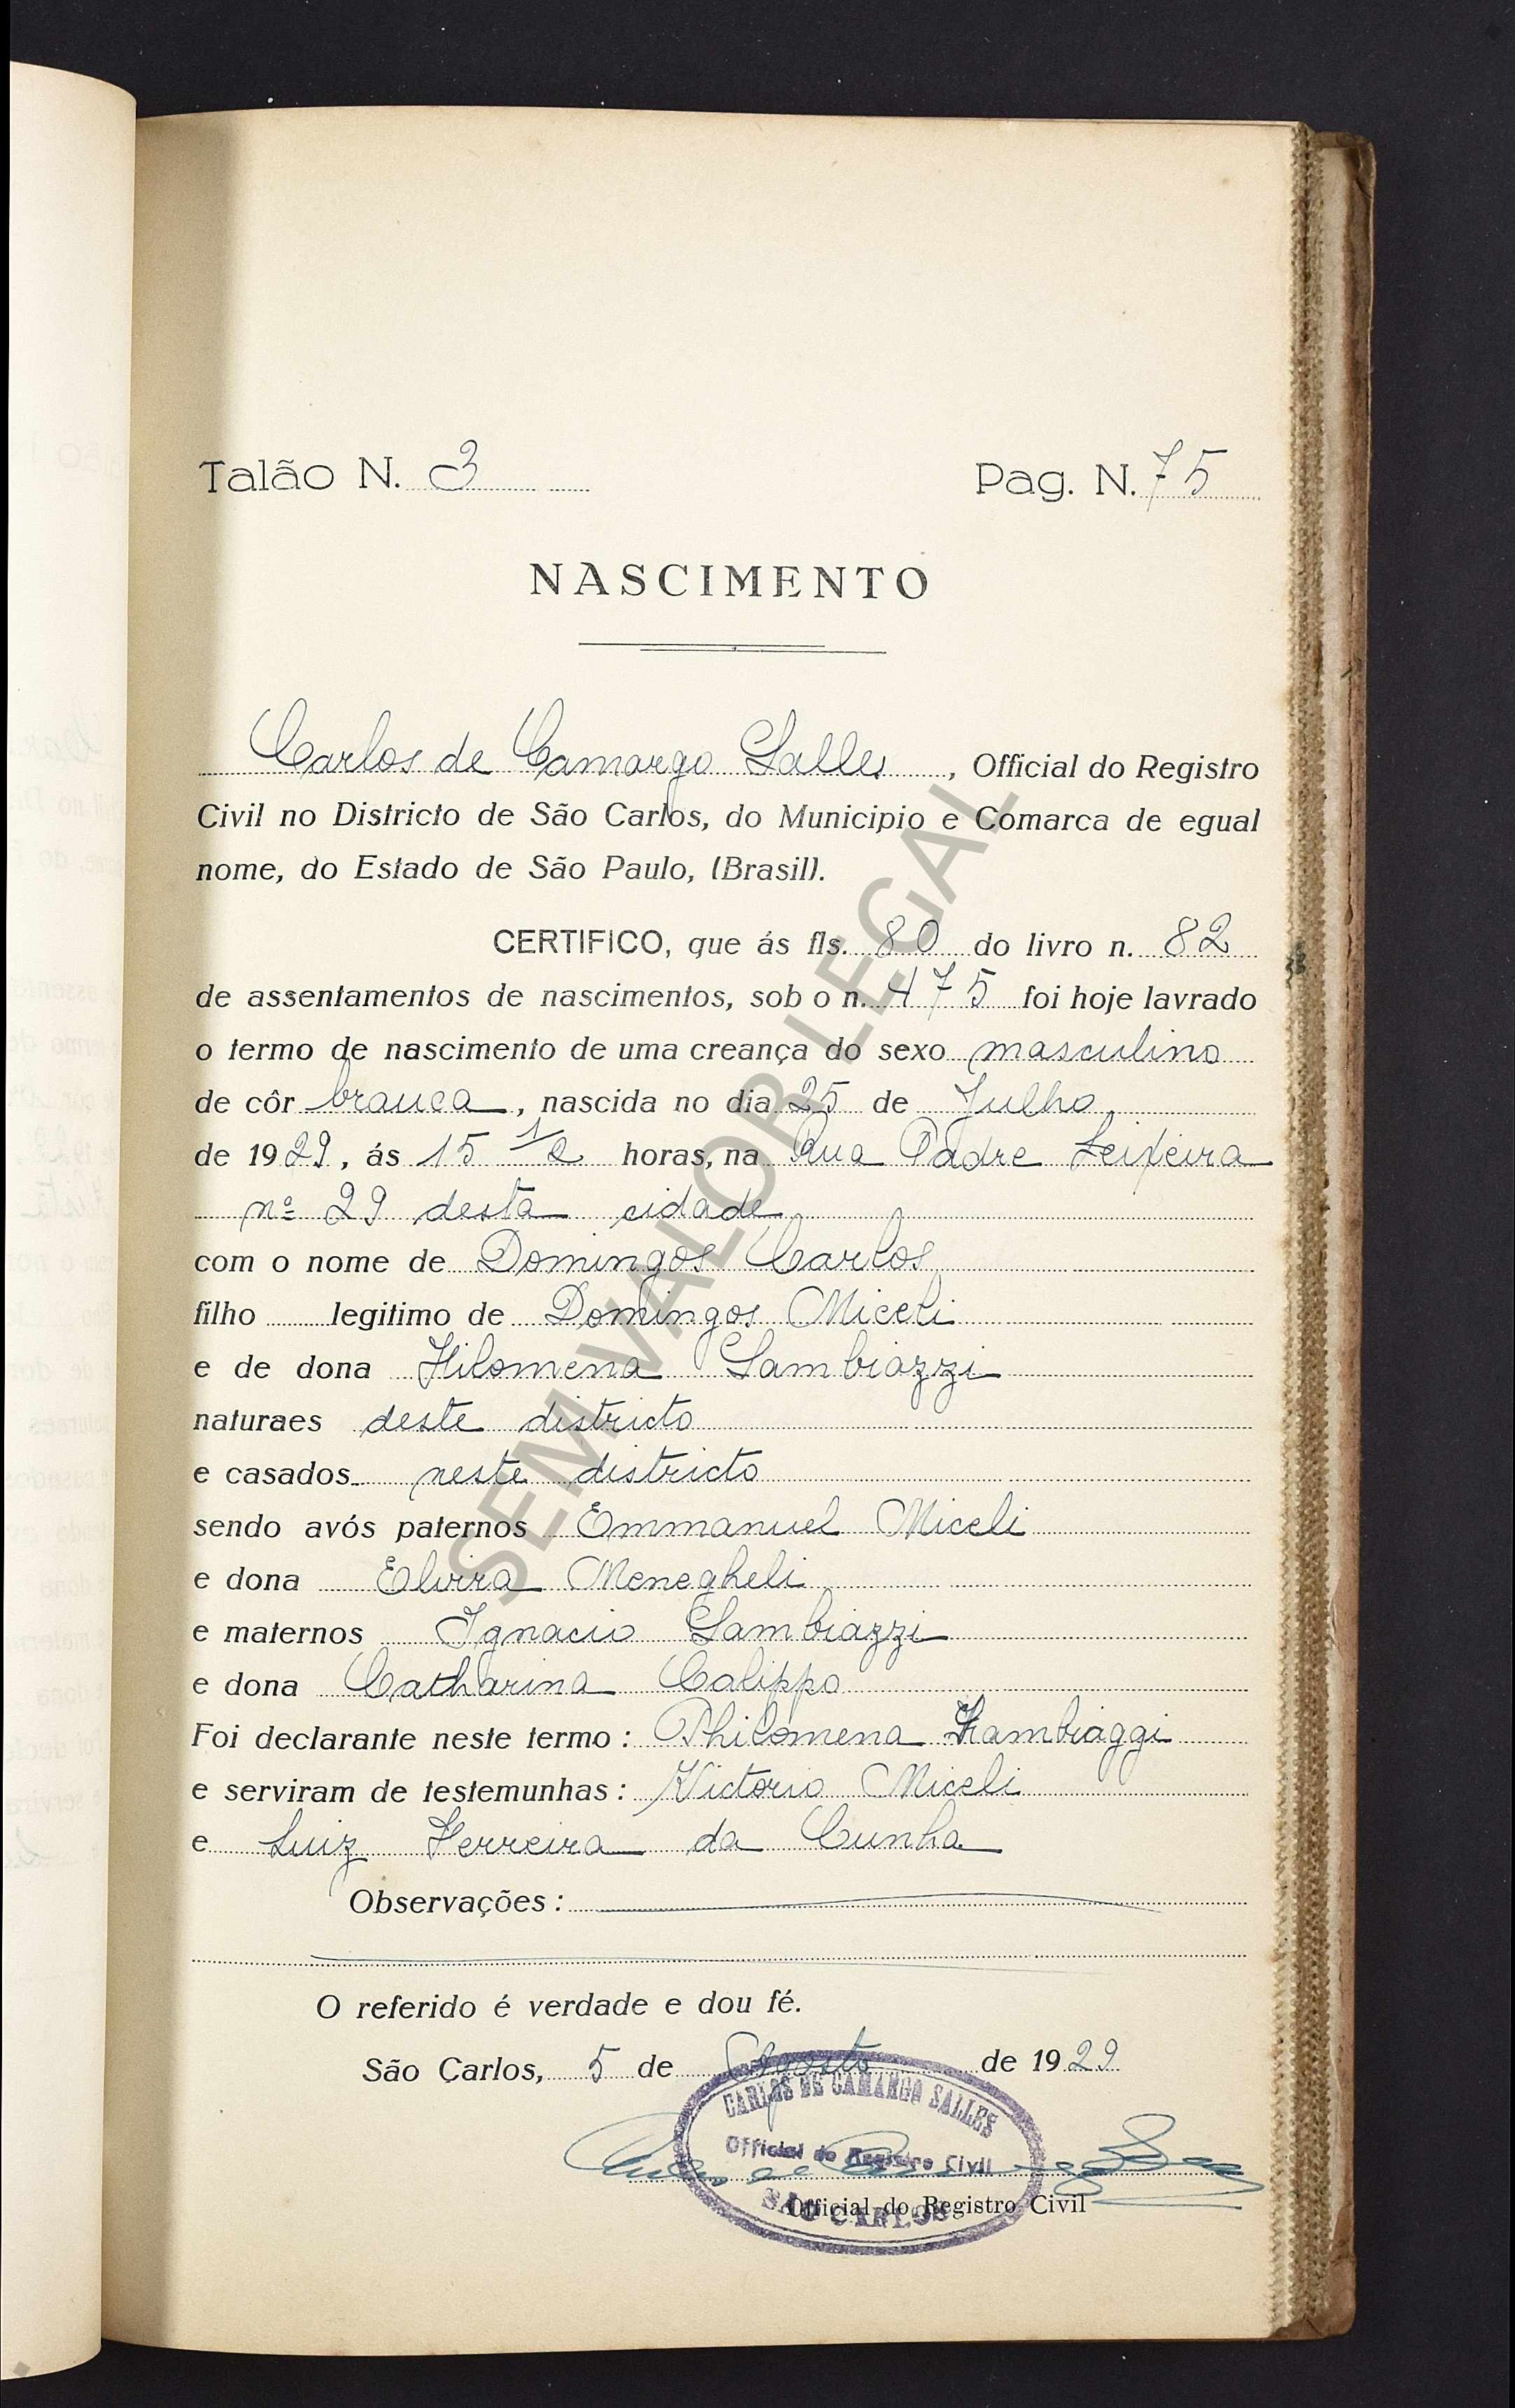 Talão N. 3 Pag. N. 75
NASCIMENTO
Carlos de Camargo Salles, Official do Registro
Civil no Districto de São Carlos, do Municipio e Comarca de egual
nome, do Estado de São Paulo, (Brasil).
CERTIFICO, que ás fls. 80 do livro n. 82
de assentamentos de nascimentos, sob o n. 475 foi hoje lavrado
o termo de nascimento de uma creança do sexo masculino
de côr branca, nascida no dia 25 de Julho
de 1929, ás 15 1/2 horas, na Rua Padre Teixeira
nº 29 desta cidade
com o nome de Domingos Carlos
filho legitimo de Domingos Miceli
e de dona Filomena Sambiazzi
naturaes deste districto
e casados neste districto
sendo avós paternos Emmanuel Miceli
e dona Elvira Menegheli
e maternos Ignacio Sambiazzi
e dona Catharina Calippo
Foi declarante neste termo: Philomena Zambiaggi
e serviram de testemunhas: Victorio Miceli
e Luiz Ferreira da Cunha
Observações:
O referido é verdade e dou fé.
São Carlos, 5 de Agosto de 1929
CARLOS DE CAMARGO SALLES
Official do Registro Civil
SÃO CARLOS
Official do Registro Civil
SEM VALOR LEGAL